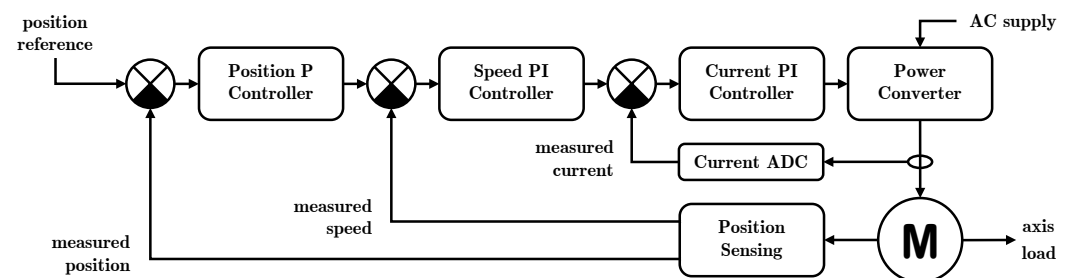 position
reference
AC supply
Position P
Controller
Speed PI
Controller
Current PI
Controller
Power
Converter
measured
current
Current ADC
measured
speed
Position
Sensing
M
axis
load
measured
position